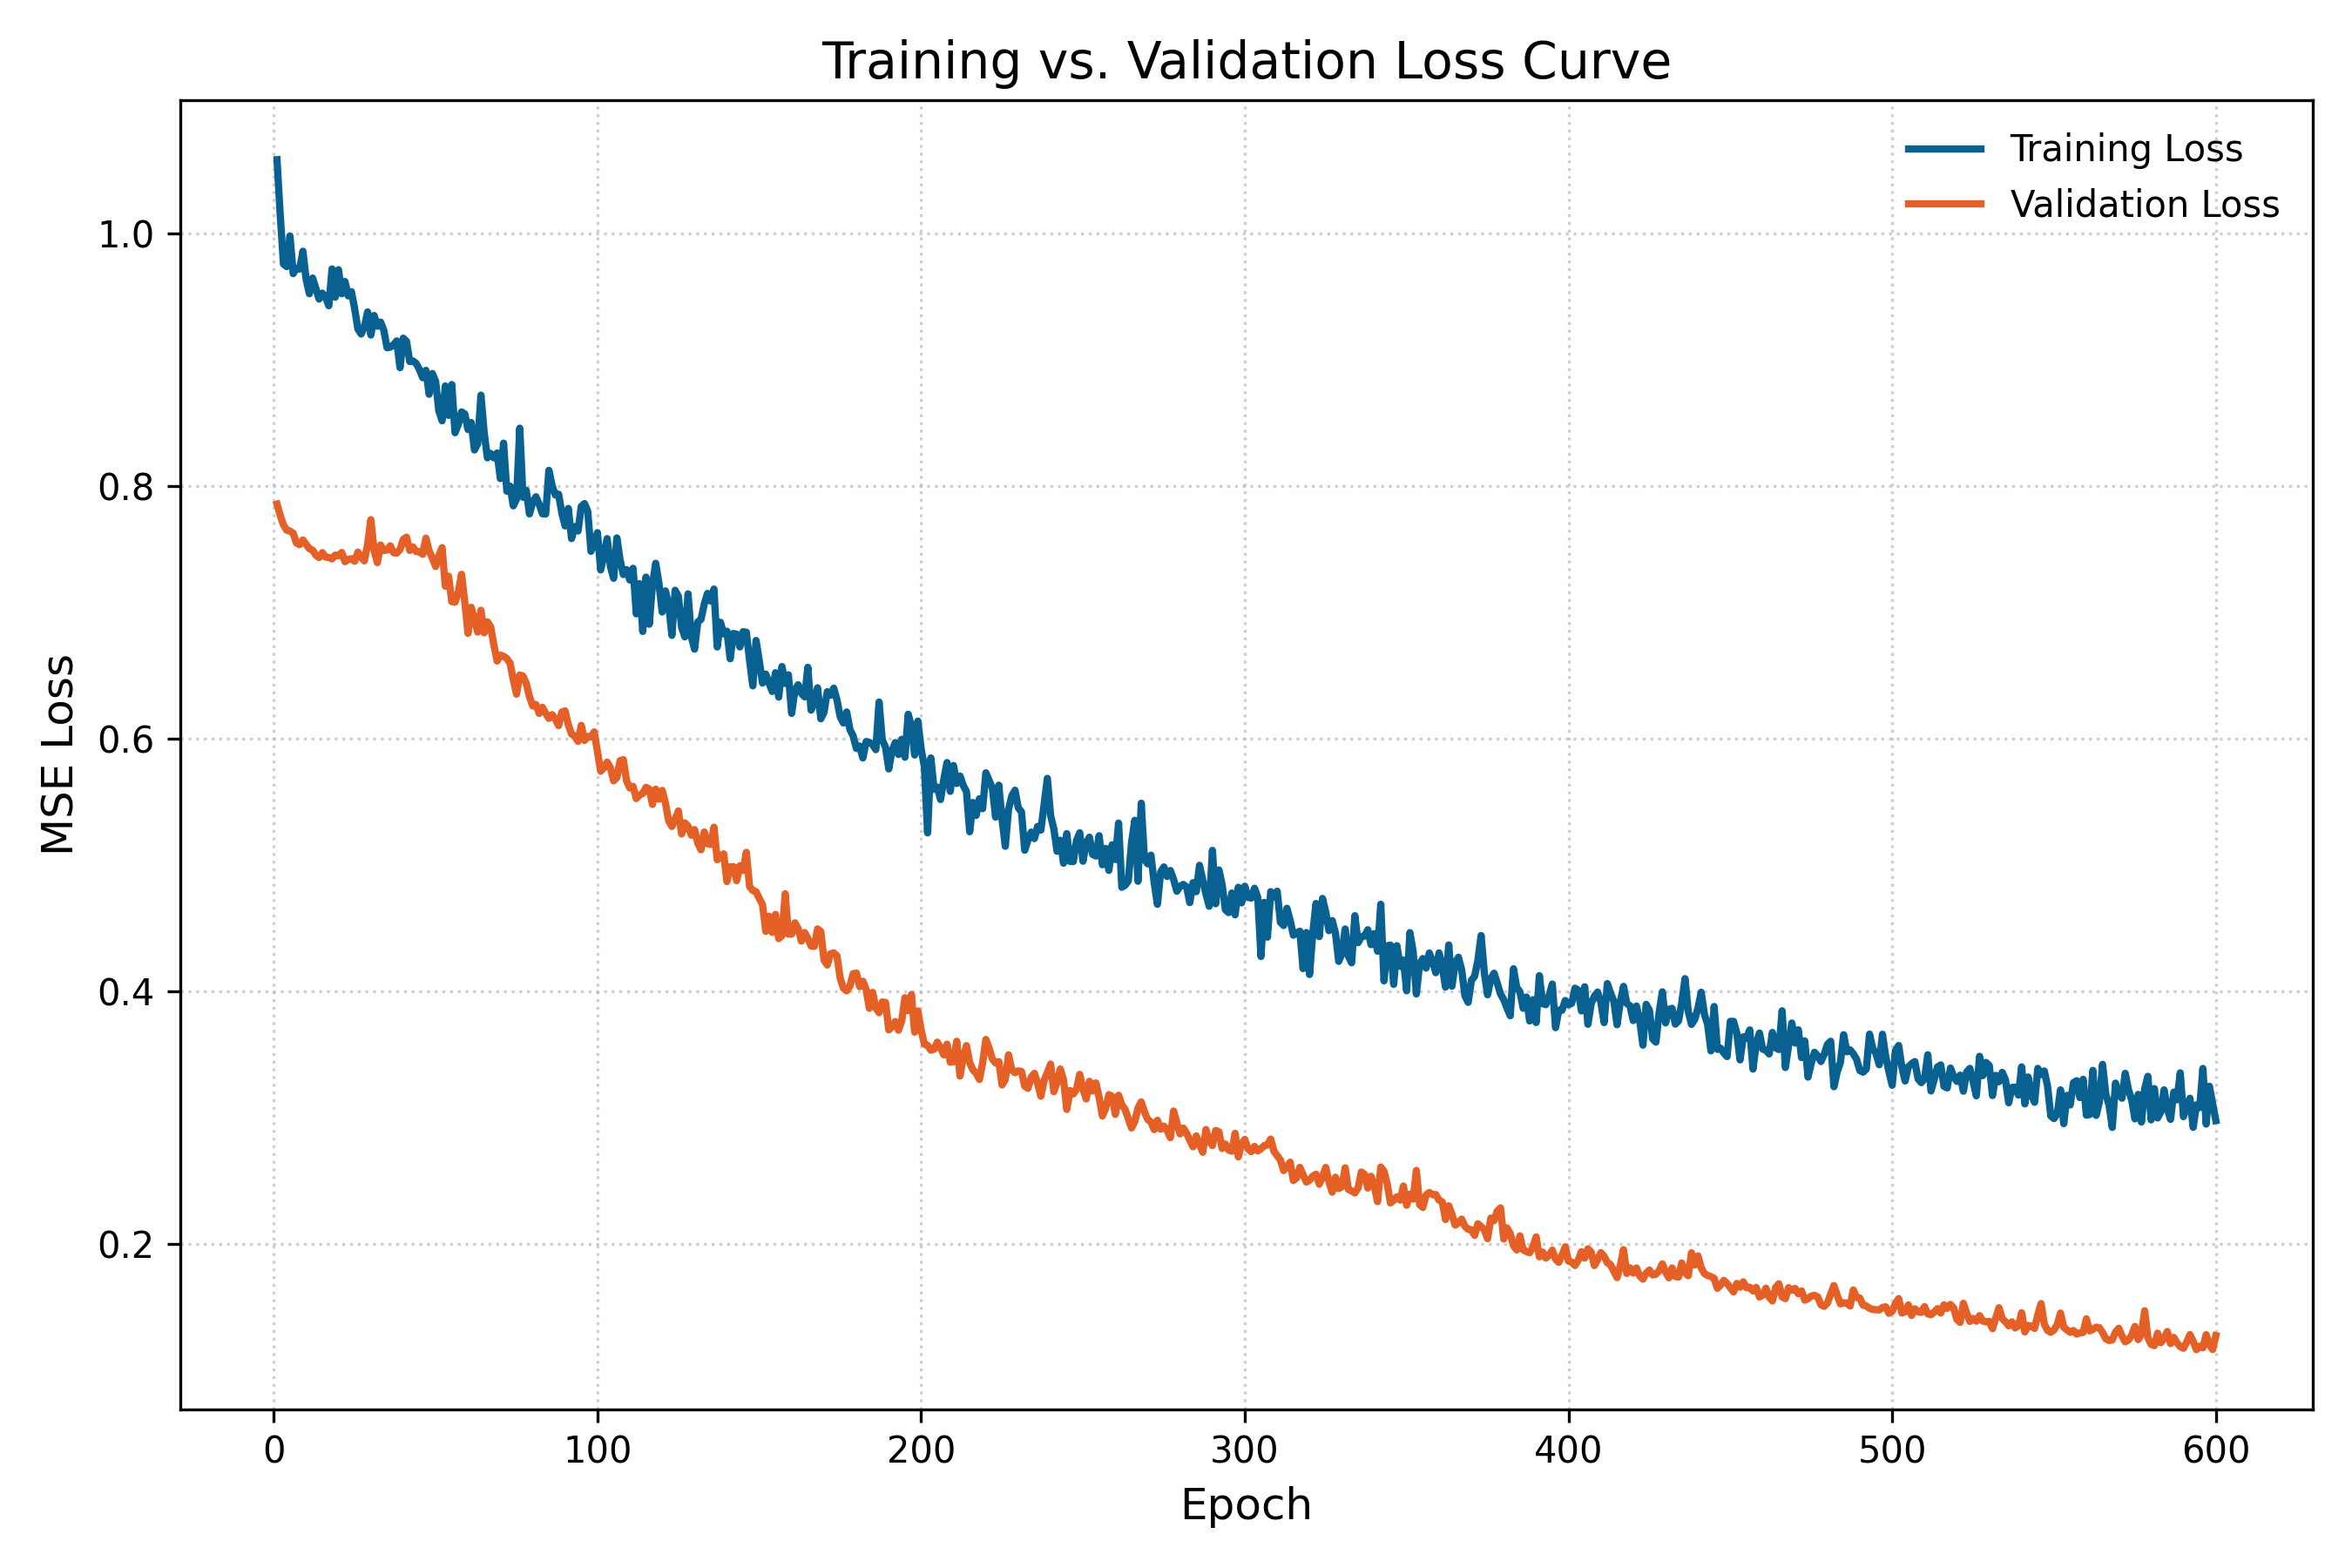 Training vs. Validation Loss Curve
Training Loss
Validation Loss
MSE Loss
1.0
0.8
0.6
0.4
0.2
0 100 200 300 400 500 600
Epoch